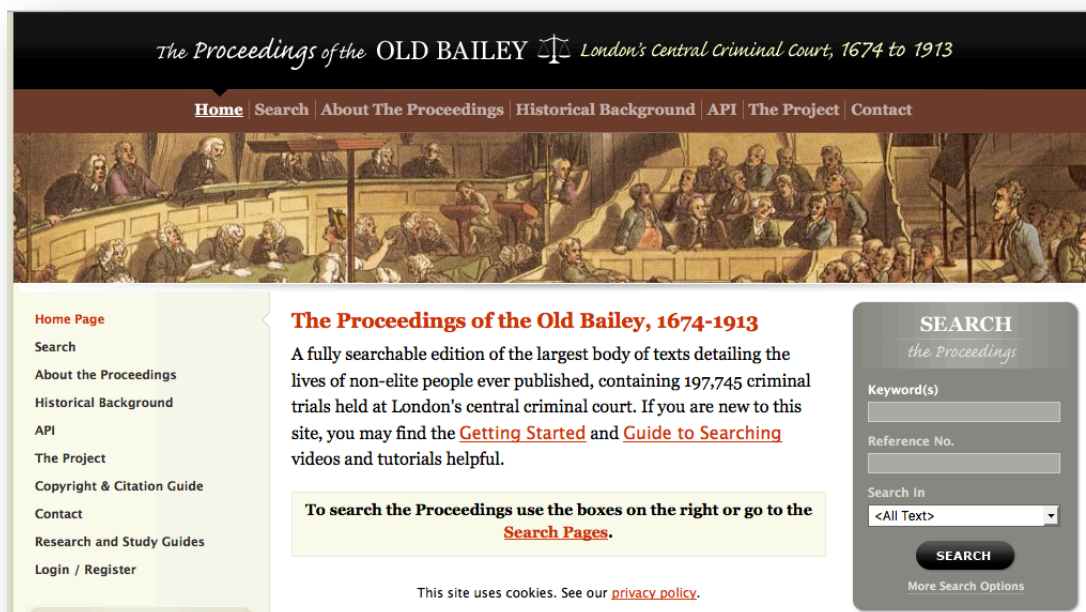 The Proceedings of the OLD BAILEY London's Central Criminal Court, 1674 to 1913
Home Search About The Proceedings Historical Background API The Project Contact
Home Page
Search
About the Proceedings
Historical Background
API
The Project
Copyright & Citation Guide
Contact
Research and Study Guides
Login / Register
The Proceedings of the Old Bailey, 1674-1913
A fully searchable edition of the largest body of texts detailing the
lives of non-elite people ever published, containing 197,745 criminal
trials held at London's central criminal court. If you are new to this
site, you may find the Getting Started and Guide to Searching
videos and tutorials helpful.
To search the Proceedings use the boxes on the right or go to the
Search Pages.
This site uses cookies. See our privacy policy.
SEARCH
the Proceedings
Keyword(s)
Reference No.
Search In
<All Text>
SEARCH
More Search Options